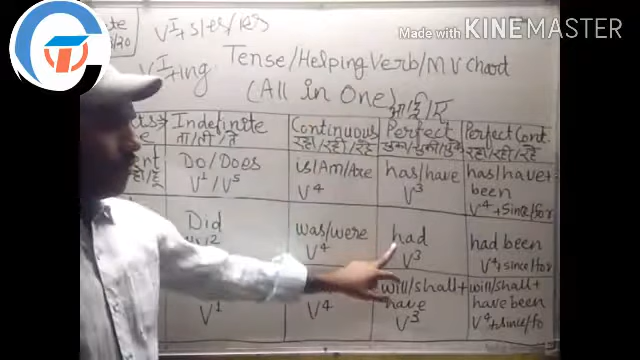 Made with KINEMASTER
V¹+s/es/ies
V¹+ing
Tense/Helping Verb/MV Chart
(All in One)
Indefinite Continuous Perfect Perfect Cont.
ता/ती/ते रहा/रही/रहे चुका/चुकी/चुके रहा/रही/रहे
Do/Does is/Am/Are has/have has/have+
V¹/V⁵ V⁴ V³ been
V⁴+since/for
Did was/were had had been
V² V⁴ V³ V⁴+since/for
will/shall+ will/shall+
have have been
V¹ V⁴ V³ V⁴+since/fo